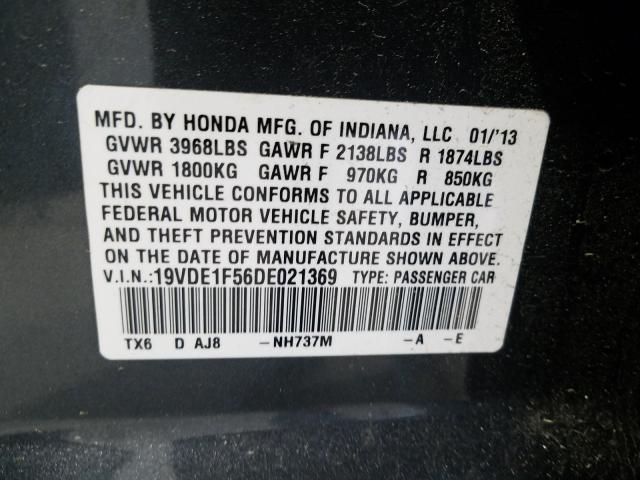 MFD. BY HONDA MFG. OF INDIANA, LLC 01/'13
GVWR 3968LBS GAWR F 2138LBS R 1874LBS
GVWR 1800KG GAWR F 970KG R 850KG
THIS VEHICLE CONFORMS TO ALL APPLICABLE
FEDERAL MOTOR VEHICLE SAFETY, BUMPER,
AND THEFT PREVENTION STANDARDS IN EFFECT
ON THE DATE OF MANUFACTURE SHOWN ABOVE.
V.I.N.:19VDE1F56DE021369 TYPE: PASSENGER CAR
TX6 D AJ8 -NH737M -A -E